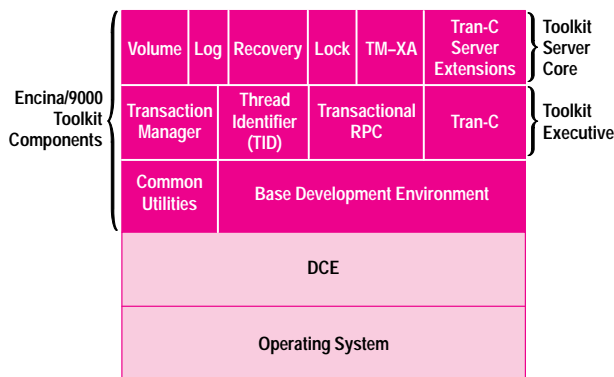 Encina/9000
Toolkit
Components
Volume
Log
Recovery
Lock
TM–XA
Tran-C
Server
Extensions
Toolkit
Server
Core
Transaction
Manager
Thread
Identifier
(TID)
Transactional
RPC
Tran-C
Toolkit
Executive
Common
Utilities
Base Development Environment
DCE
Operating System